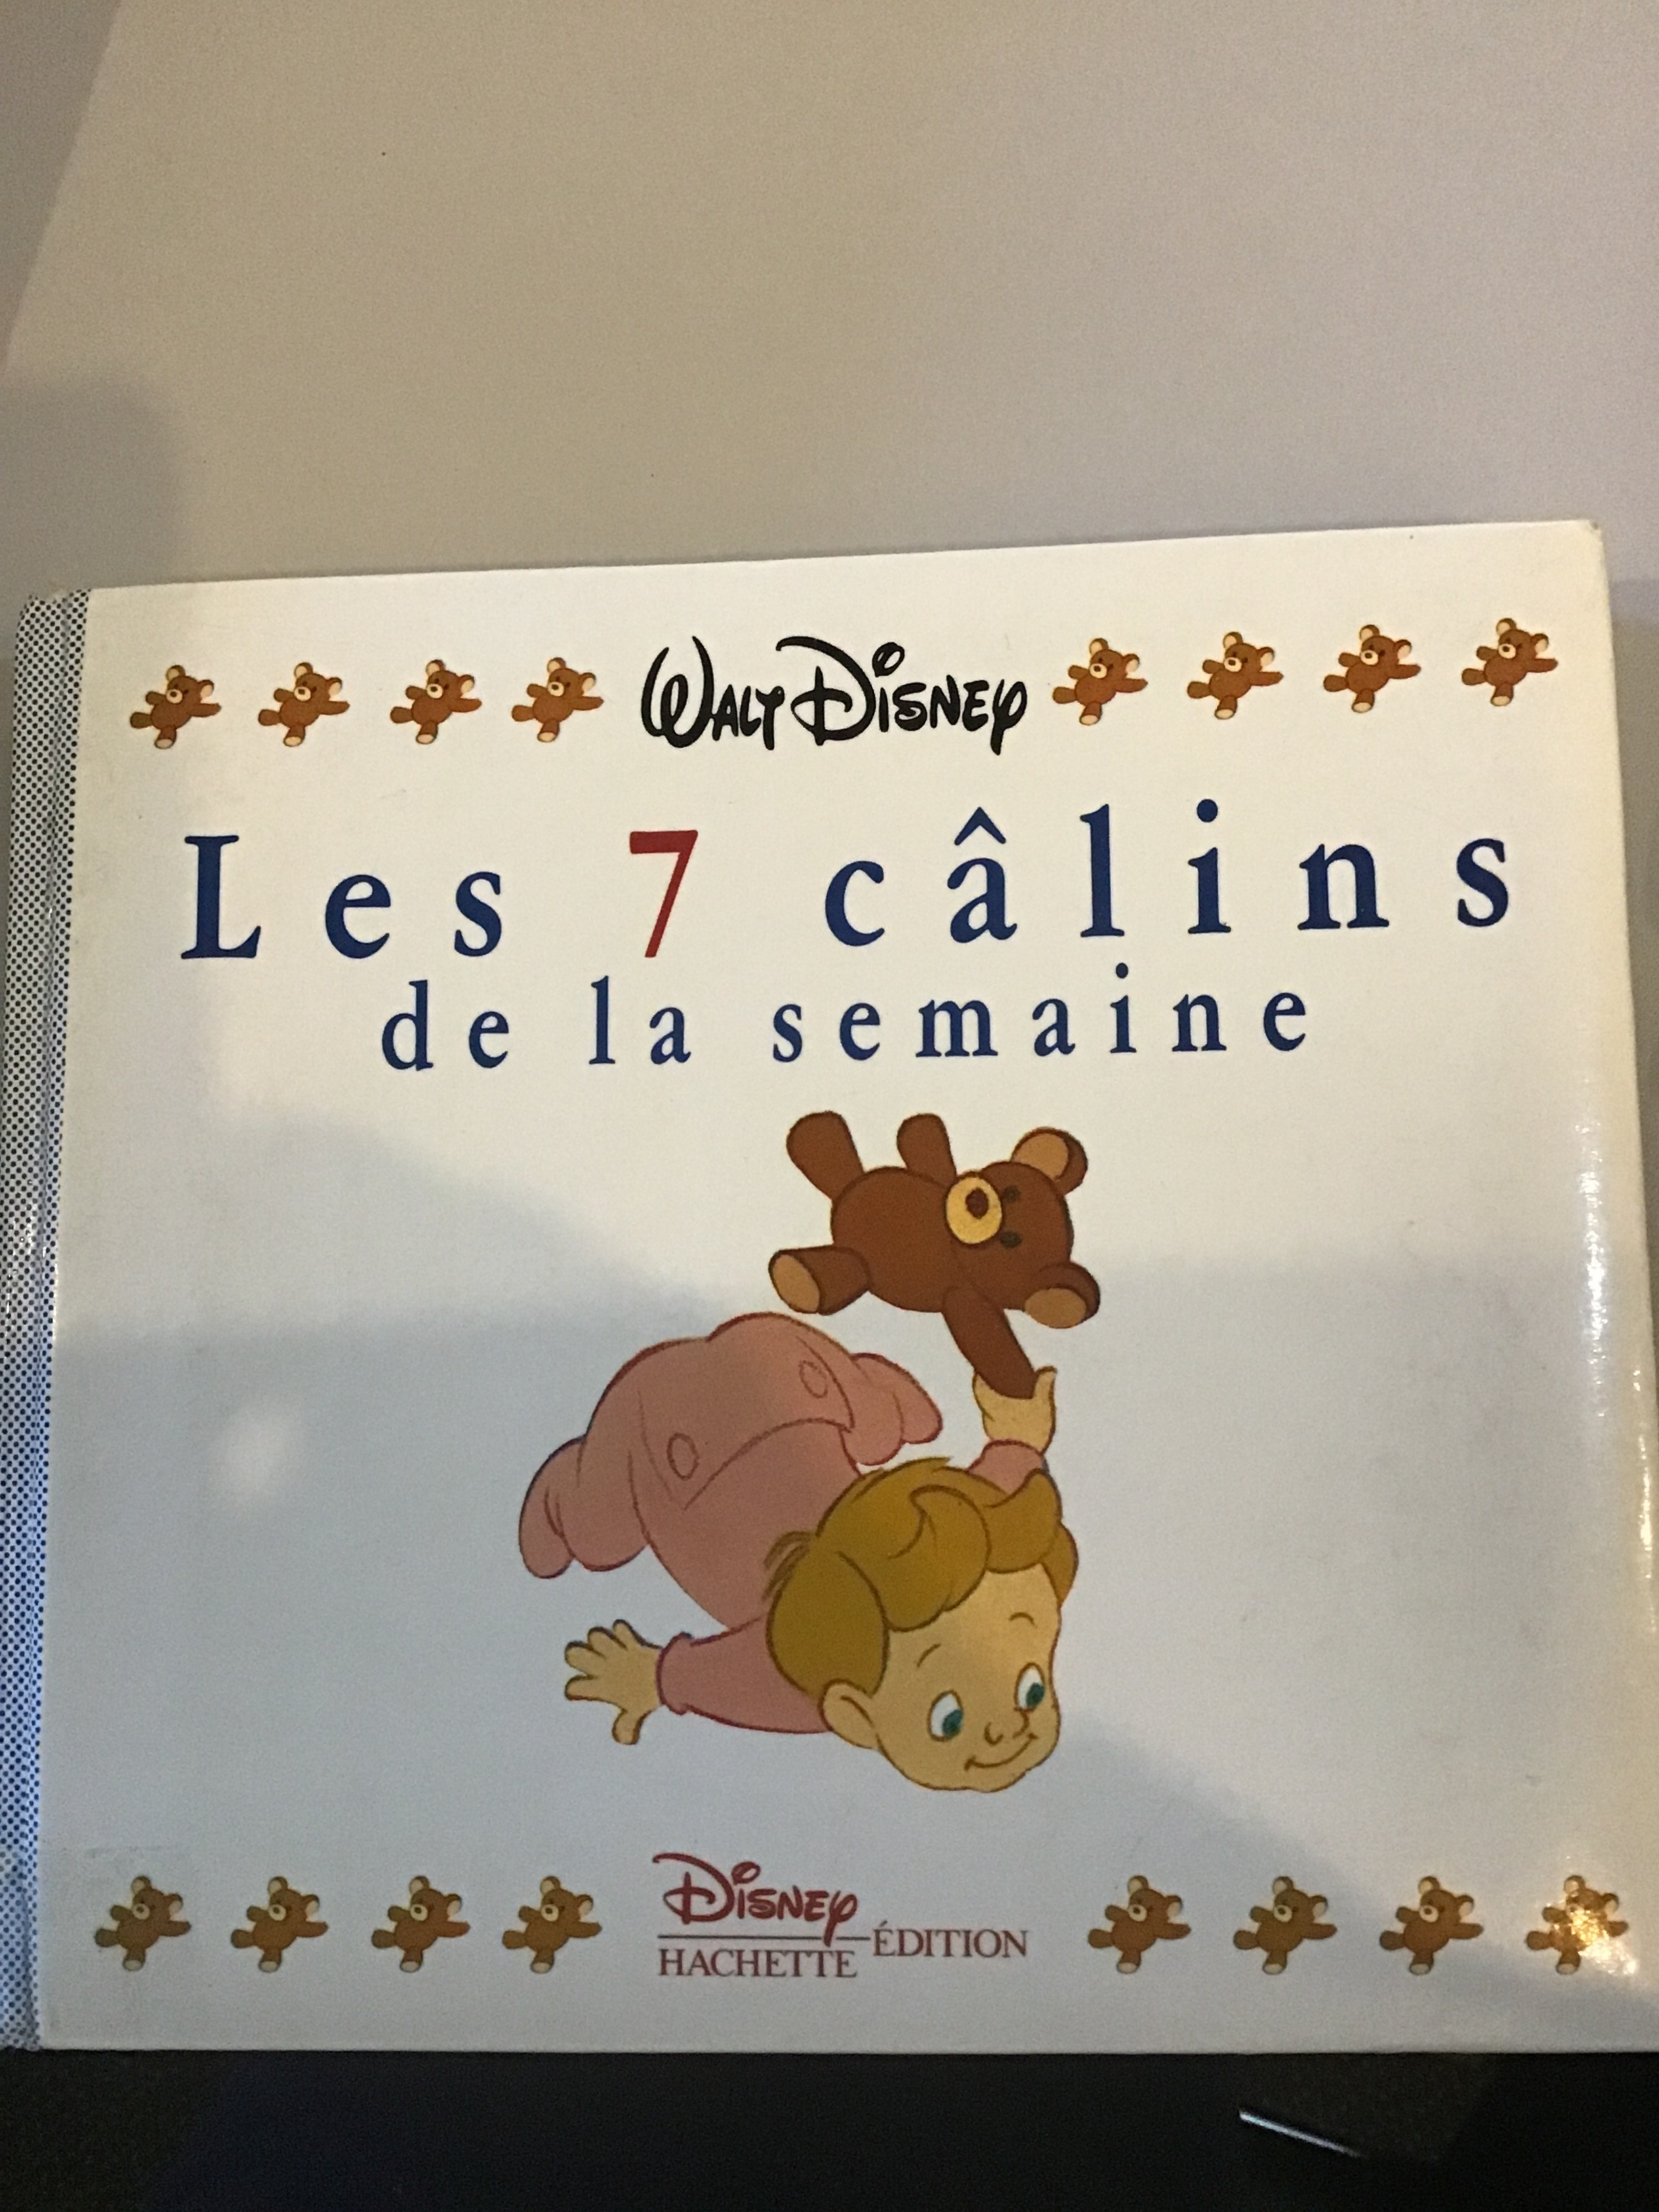 WALT DISNEY
Les 7 câlins
de la semaine
DISNEY
HACHETTE ÉDITION